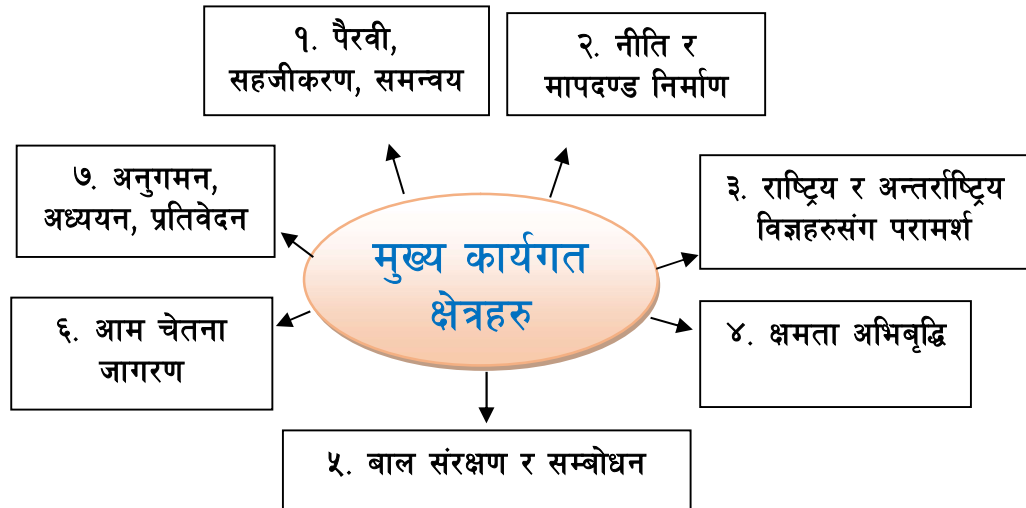 १. पैरवी,
सहजीकरण, समन्वय
२. नीति र
मापदण्ड निर्माण
३. राष्ट्रिय र अन्तर्राष्ट्रिय
विज्ञहरुसंग परामर्श
४. क्षमता अभिबृद्धि
५. बाल संरक्षण र सम्बोधन
६. आम चेतना
जागरण
७. अनुगमन,
अध्ययन, प्रतिवेदन
मुख्य कार्यगत
क्षेत्रहरु